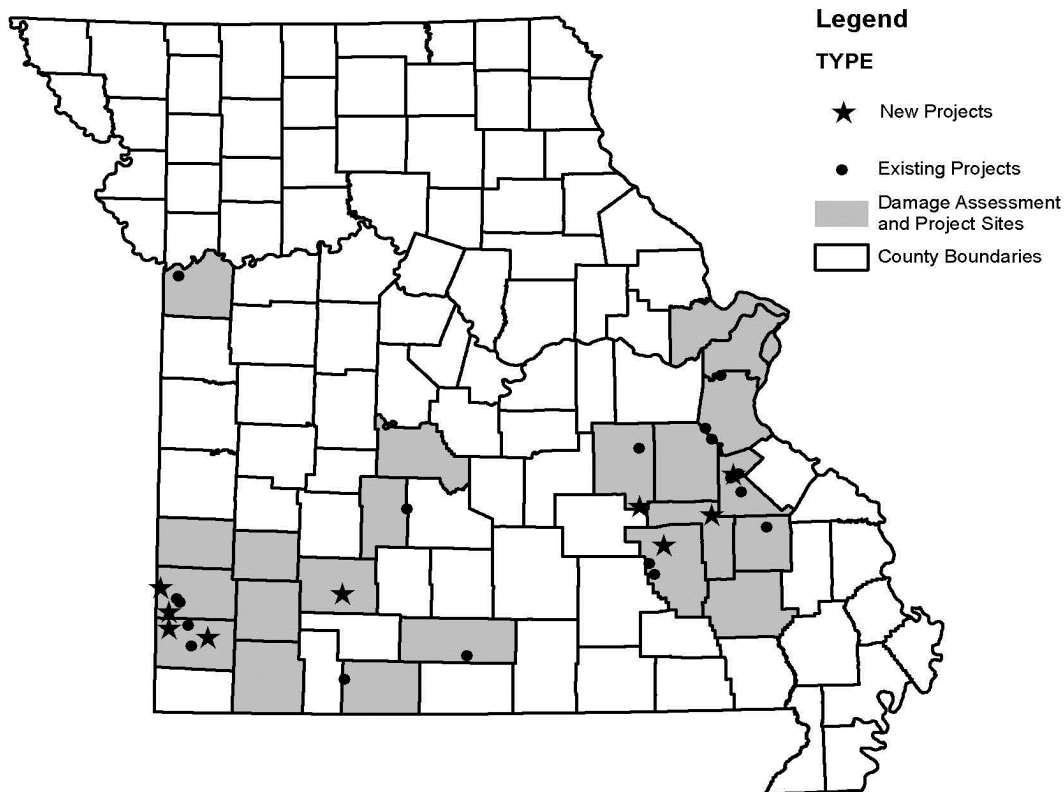 Legend
TYPE
New Projects
Existing Projects
Damage Assessment
and Project Sites
County Boundaries